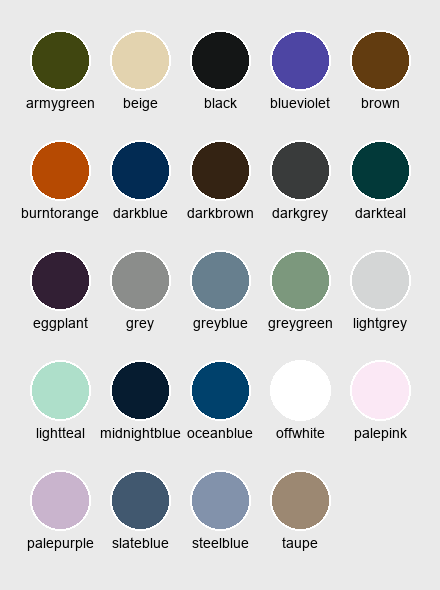 armygreen beige black blueviolet brown
burntorange darkblue darkbrown darkgrey darkteal
eggplant grey greyblue greygreen lightgrey
lightteal midnightblue oceanblue offwhite palepink
palepurple slateblue steelblue taupe